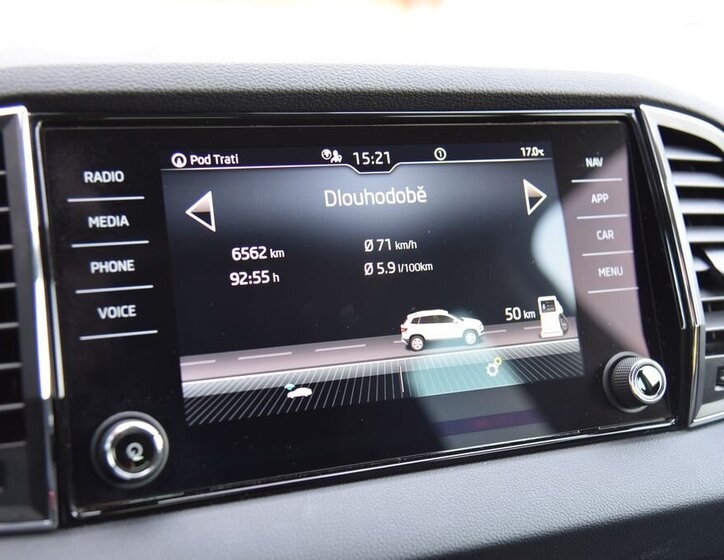 Pod Tratí 15:21 1 17.0°C
RADIO
MEDIA
PHONE
VOICE
Dlouhodobě
6562 km
Ø 71 km/h
92:55 h
Ø 5.9 l/100km
50 km
NAV
APP
CAR
MENU